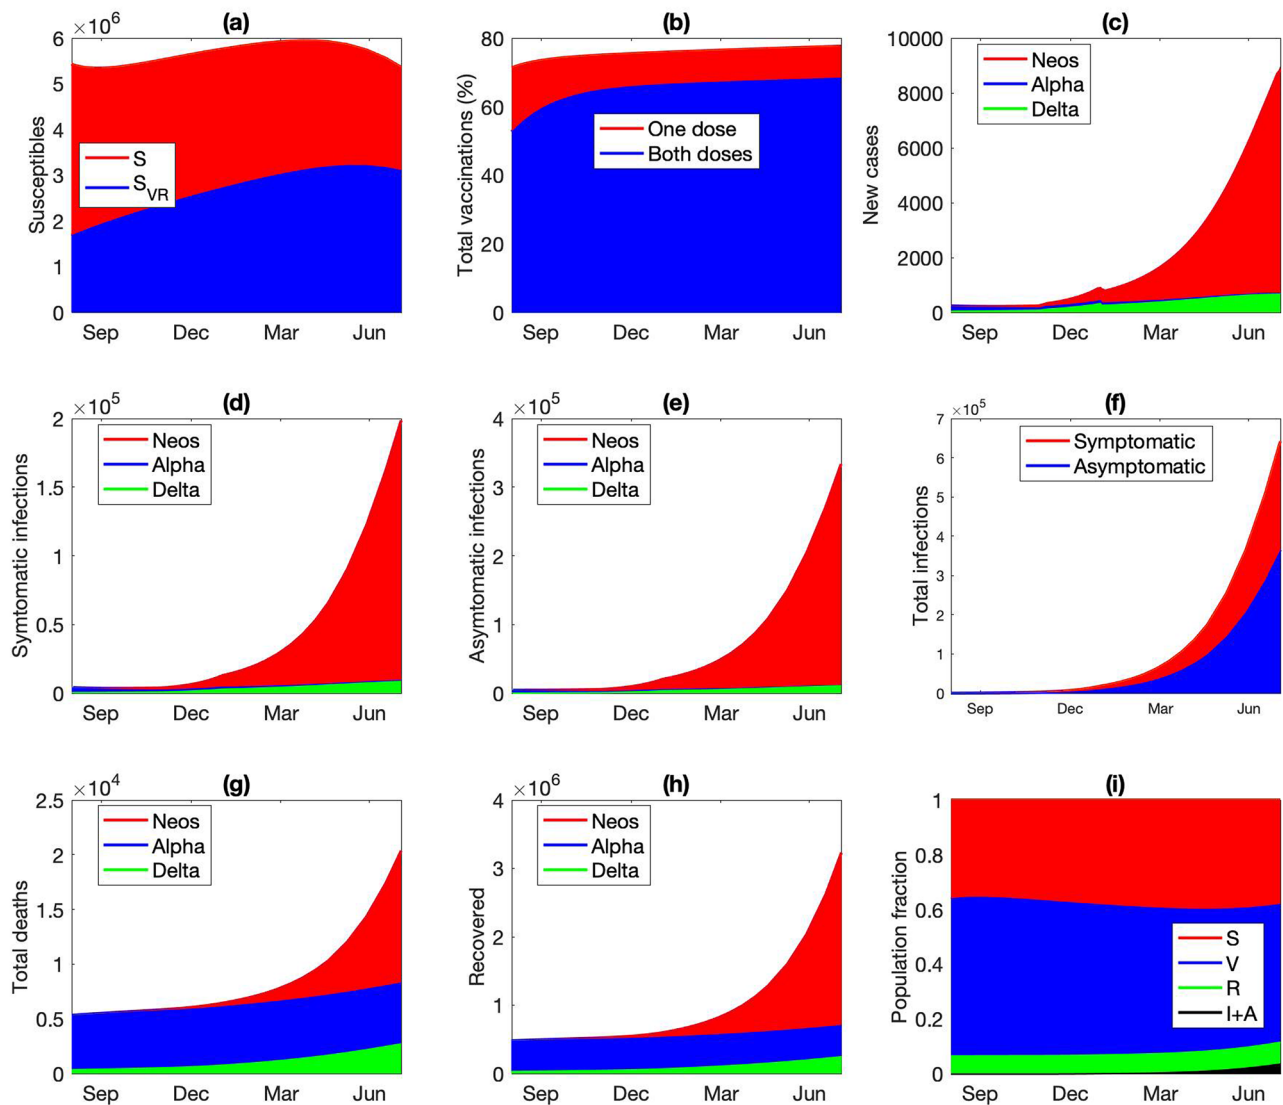 (a)
×10^6
6
5
4
3
2
1
0
Susceptibles
S
S_VR
Sep Dec Mar Jun
(b)
80
60
40
20
0
Total vaccinations (%)
One dose
Both doses
Sep Dec Mar Jun
(c)
10000
8000
6000
4000
2000
0
New cases
Neos
Alpha
Delta
Sep Dec Mar Jun
(d)
×10^5
2
1.5
1
0.5
0
Symtomatic infections
Neos
Alpha
Delta
Sep Dec Mar Jun
(e)
×10^5
4
3
2
1
0
Asymtomatic infections
Neos
Alpha
Delta
Sep Dec Mar Jun
(f)
×10^5
7
6
5
4
3
2
1
0
Total infections
Symptomatic
Asymptomatic
Sep Dec Mar Jun
(g)
×10^4
2.5
2
1.5
1
0.5
0
Total deaths
Neos
Alpha
Delta
Sep Dec Mar Jun
(h)
×10^6
4
3
2
1
0
Recovered
Neos
Alpha
Delta
Sep Dec Mar Jun
(i)
1
0.8
0.6
0.4
0.2
0
Population fraction
S
V
R
I+A
Sep Dec Mar Jun